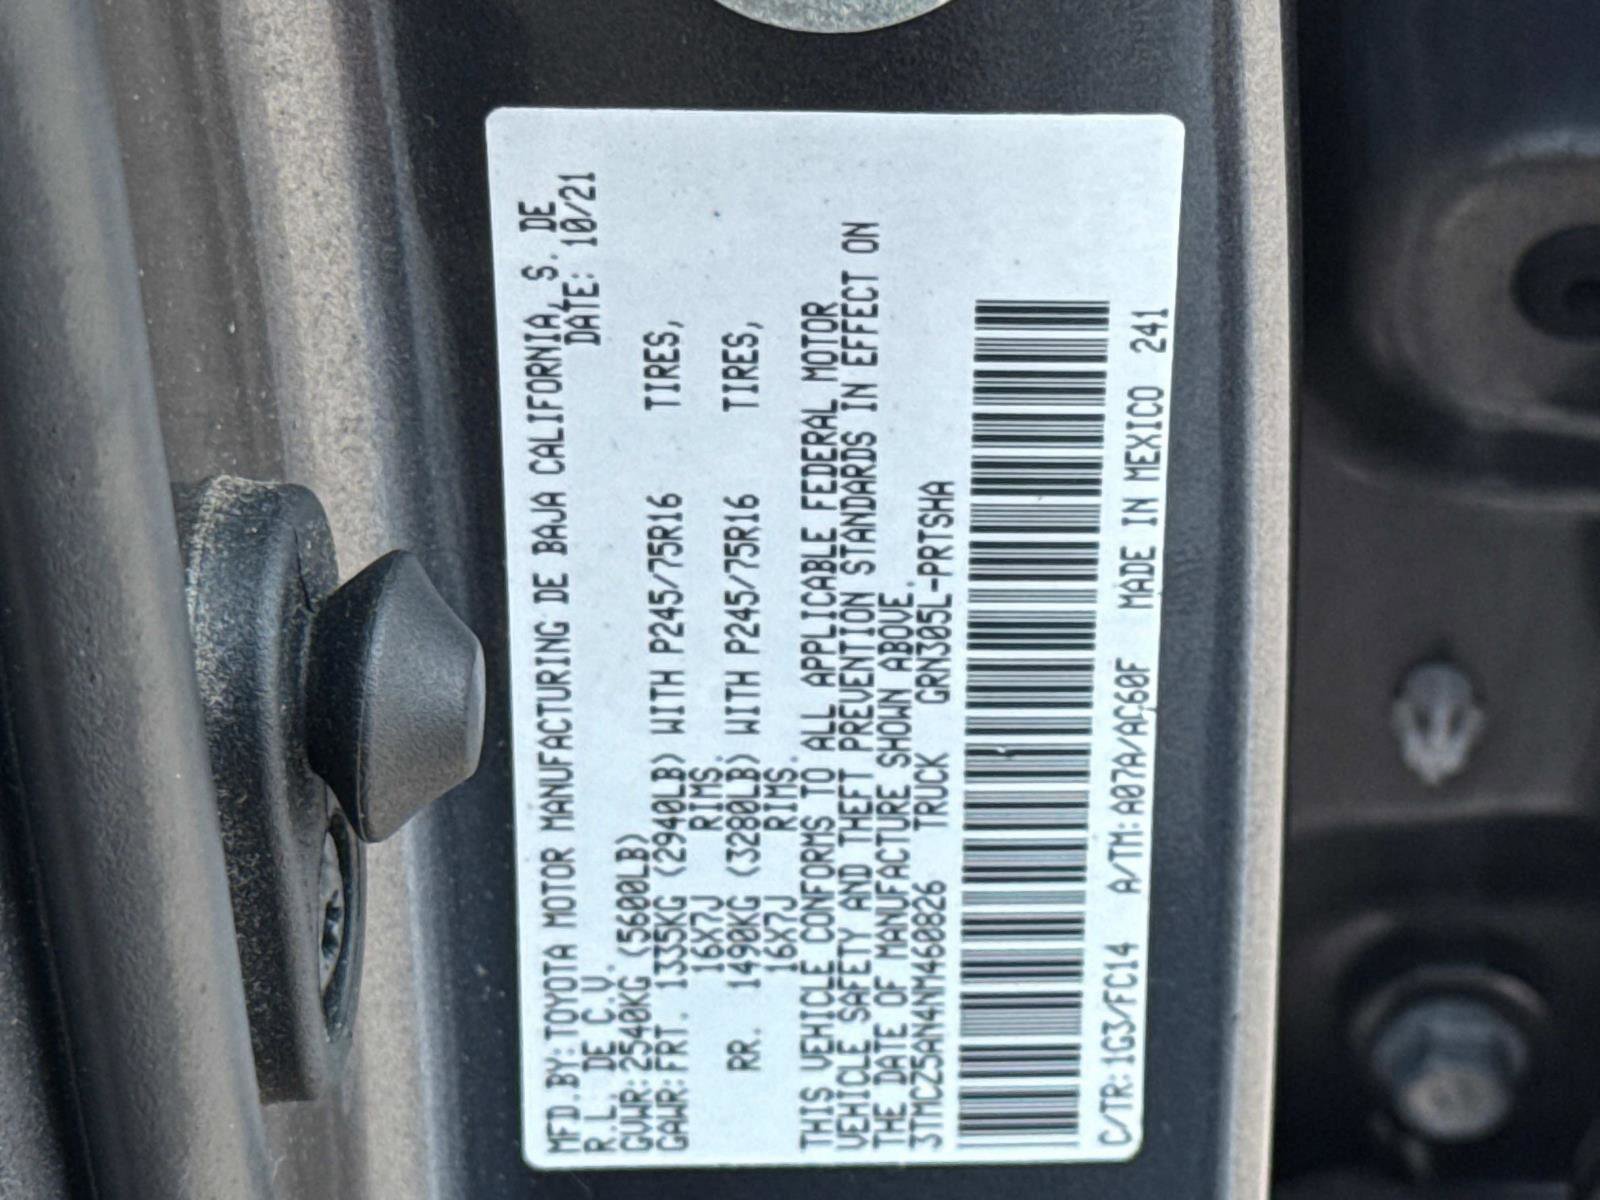 MFD.BY:TOYOTA MOTOR MANUFACTURING DE BAJA CALIFORNIA, S. DE
R.L. DE C.V. DATE: 10/21
GVWR:2540KG (5600LB)
GAWR:FRT. 1335KG (2940LB) WITH P245/75R16 TIRES,
16X7J RIMS.
RR. 1490KG (3280LB) WITH P245/75R16 TIRES,
16X7J RIMS.
THIS VEHICLE CONFORMS TO ALL APPLICABLE FEDERAL MOTOR
VEHICLE SAFETY AND THEFT PREVENTION STANDARDS IN EFFECT ON
THE DATE OF MANUFACTURE SHOWN ABOVE.
3TMCZ5AN4NM460826 TRUCK GRN305L-PRTSHA
C/TR:1G3/FC14 A/TM:A07A/AC60F MADE IN MEXICO 241